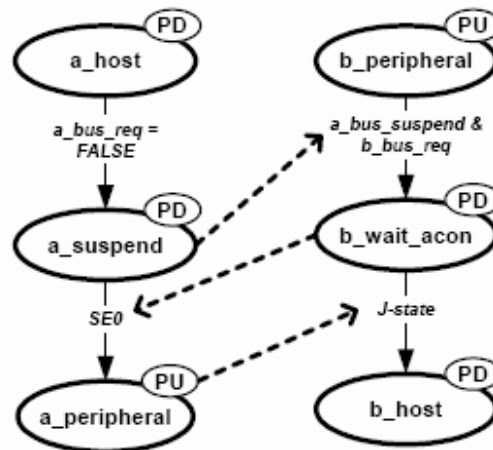 PD
a_host
a_bus_req =
FALSE
PD
a_suspend
SE0
PU
a_peripheral
PU
b_peripheral
a_bus_suspend &
b_bus_req
PD
b_wait_acon
J-state
PD
b_host